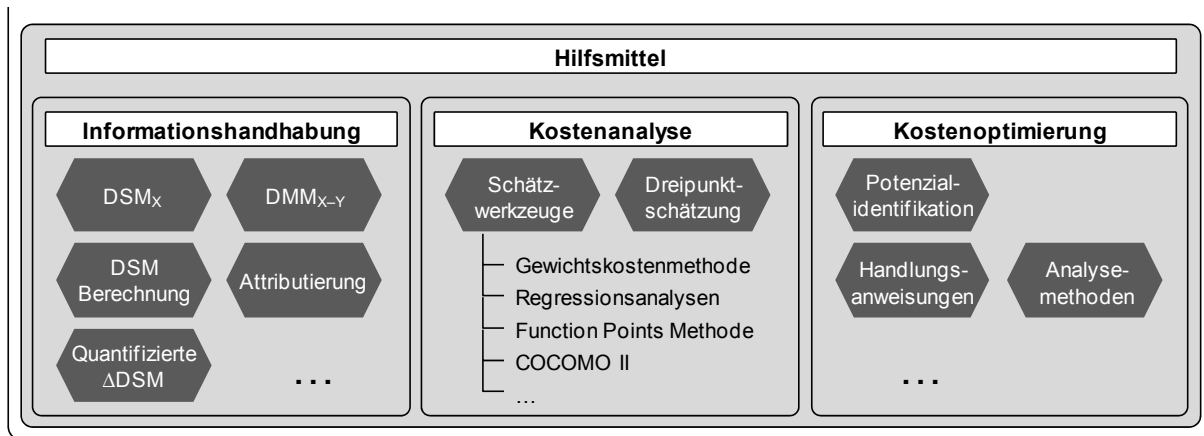 Hilfsmittel
Informationshandhabung
DSMX
DMMX–Y
DSM
Berechnung
Attributierung
Quantifizierte
ΔDSM
...
Kostenanalyse
Schätz-
werkzeuge
Dreipunkt-
schätzung
Gewichtskostenmethode
Regressionsanalysen
Function Points Methode
COCOMO II
...
Kostenoptimierung
Potenzial-
identifikation
Handlungs-
anweisungen
Analyse-
methoden
...